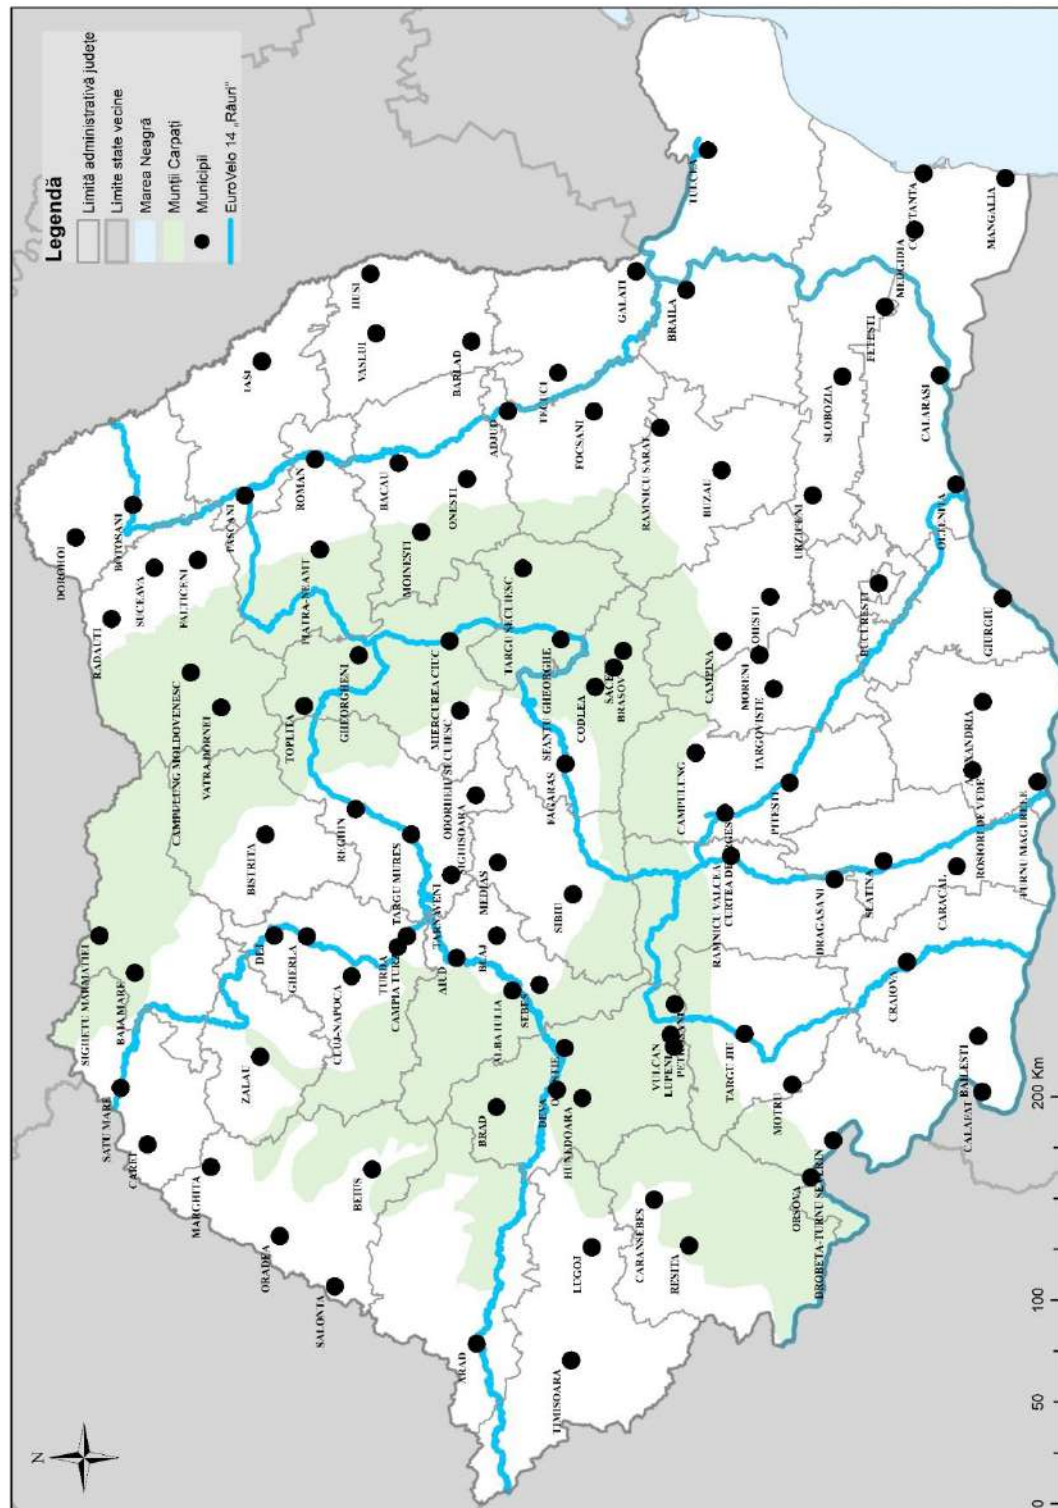 Legendă
Limită administrativă județe
Limite state vecine
Marea Neagră
Munții Carpați
Municipii
EuroVelo 14 „Râuri”
N
DOROHOI
BOTOSANI
RADAUTI
SUCEAVA
FALTICENI
SIGHETU MARMATIEI
CAMPULUNG MOLDOVENESC
VATRA-DORNEI
BAIA MARE
SATU MARE
CAREI
IASI
PASCANI
BISTRITA
DEJ
GHERLA
ZALAU
MARGHITA
ORADEA
HUSI
VASLUI
ROMAN
PIATRA-NEAMT
TOPLITA
GHEORGHENI
REGHIN
CLUJ-NAPOCA
SALONTA
BEIUS
BACAU
MOINESTI
TARGU MURES
TURDA
CAMPIA TURZII
BARLAD
ONESTI
MIERCUREA CIUC
ODORHEIU SECUIESC
SIGHISOARA
TARNAVENI
AIUD
MEDIAS
BLAJ
ALBA IULIA
BRAD
ARAD
ADJUD
TECUCI
TARGU SECUIESC
SFANTU GHEORGHE
FAGARAS
SIBIU
SEBES
DEVA
HUNEDOARA
TIMISOARA
LUGOJ
FOCSANI
CODLEA
SACELE
BRASOV
GALATI
BRAILA
TULCEA
RAMNICU SARAT
BUZAU
VULCAN
LUPENI
CARANSEBES
RESITA
CAMPINA
MORENI
TARGOVISTE
CAMPULUNG
PITESTI
CURTEA DE ARGES
RAMNICU VALCEA
TARGU JIU
MOTRU
ORSOVA
DROBETA-TURNU SEVERIN
URZICENI
SLOBOZIA
FETESTI
MEDGIDIA
CONSTANTA
MANGALIA
CALARASI
OLTENITA
BUCURESTI
GIURGIU
DRAGASANI
SLATINA
CARACAL
CRAIOVA
ROSIORI DE VEDE
TURNU MAGURELE
BAILESTI
CALAFAT
0 50 100 200 Km